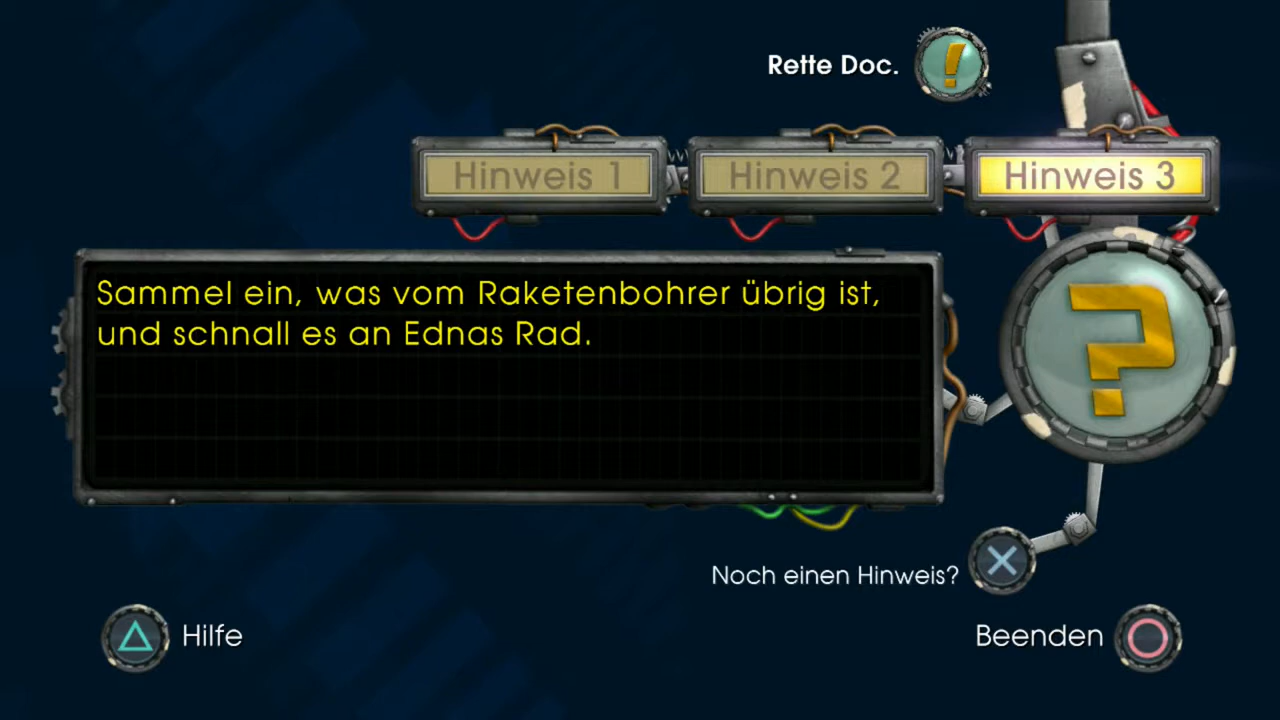 Rette Doc.
Hinweis 1
Hinweis 2
Hinweis 3
Sammel ein, was vom Raketenbohrer übrig ist,
und schnall es an Ednas Rad.
Noch einen Hinweis?
Hilfe
Beenden